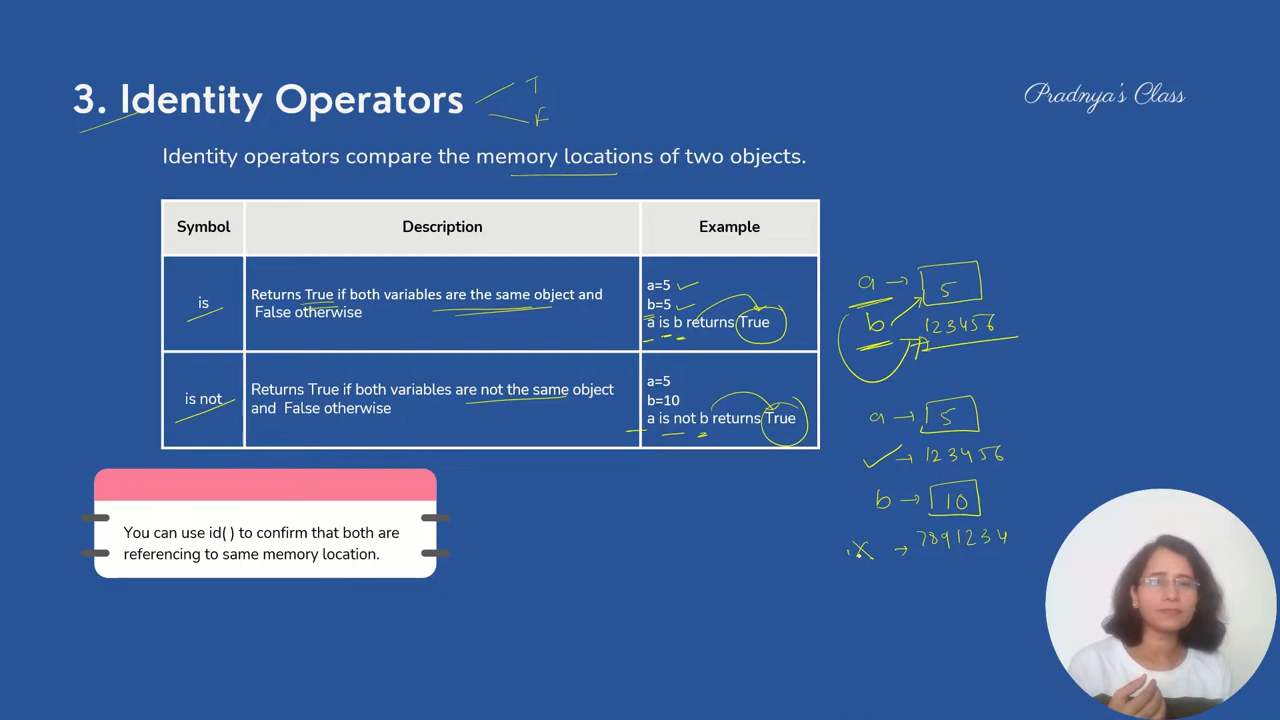 3. Identity Operators
T
F
Pradnya's Class
Identity operators compare the memory locations of two objects.
Symbol
Description
Example
is
Returns True if both variables are the same object and
False otherwise
a=5
b=5
a is b returns True
is not
Returns True if both variables are not the same object
and False otherwise
a=5
b=10
a is not b returns True
You can use id( ) to confirm that both are
referencing to same memory location.
a → 5
b
123456
a → 5
→ 123456
b → 10
→ 7891234